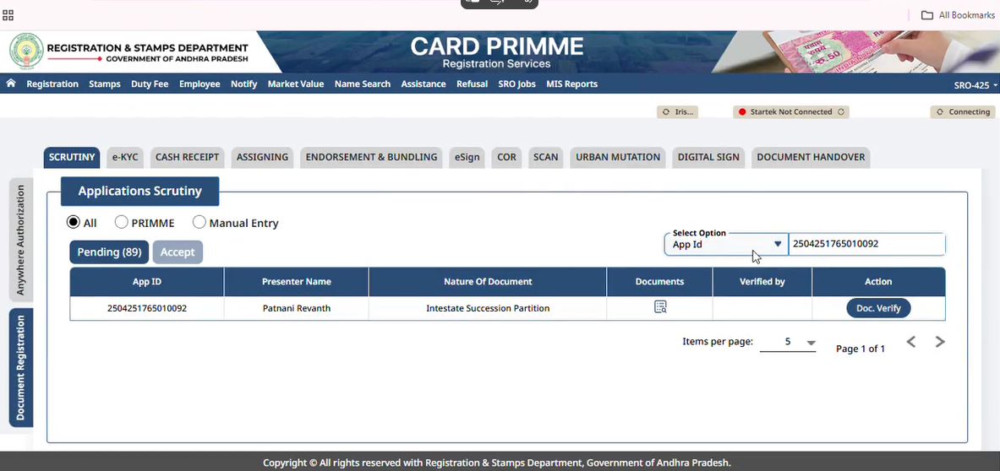 All Bookmarks
REGISTRATION & STAMPS DEPARTMENT
GOVERNMENT OF ANDHRA PRADESH
CARD PRIMME
Registration Services
Registration Stamps Duty Fee Employee Notify Market Value Name Search Assistance Refusal SRO Jobs MIS Reports SRO-425
Iris... Startek Not Connected Connecting
SCRUTINY e-KYC CASH RECEIPT ASSIGNING ENDORSEMENT & BUNDLING eSign COR SCAN URBAN MUTATION DIGITAL SIGN DOCUMENT HANDOVER
Anywhere Authorization
Document Registration
Applications Scrutiny
All PRIMME Manual Entry
Select Option
App Id 2504251765010092
Pending (89) Accept
App ID Presenter Name Nature Of Document Documents Verified by Action
2504251765010092 Patnani Revanth Intestate Succession Partition Doc. Verify
Items per page: 5 Page 1 of 1
Copyright © All rights reserved with Registration & Stamps Department, Government of Andhra Pradesh.